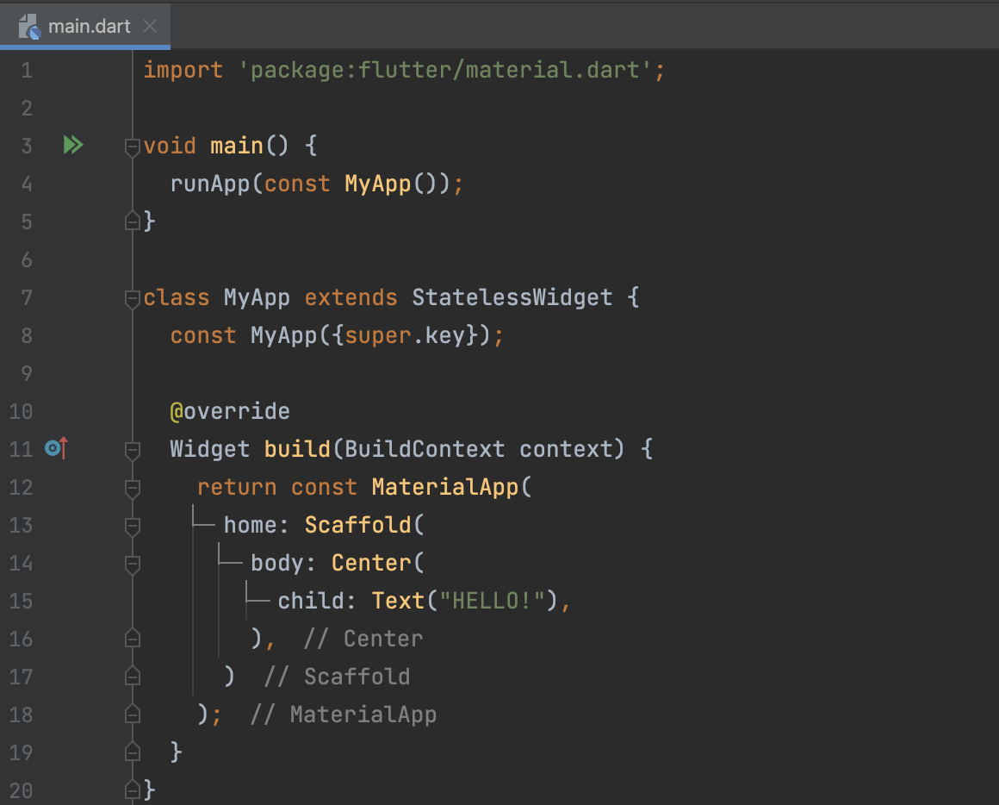 main.dart
1 import 'package:flutter/material.dart';
2
3 void main() {
4   runApp(const MyApp());
5 }
6
7 class MyApp extends StatelessWidget {
8   const MyApp({super.key});
9
10   @override
11   Widget build(BuildContext context) {
12     return const MaterialApp(
13       home: Scaffold(
14         body: Center(
15           child: Text("HELLO!"),
16         ),  // Center
17       )  // Scaffold
18     );  // MaterialApp
19   }
20 }